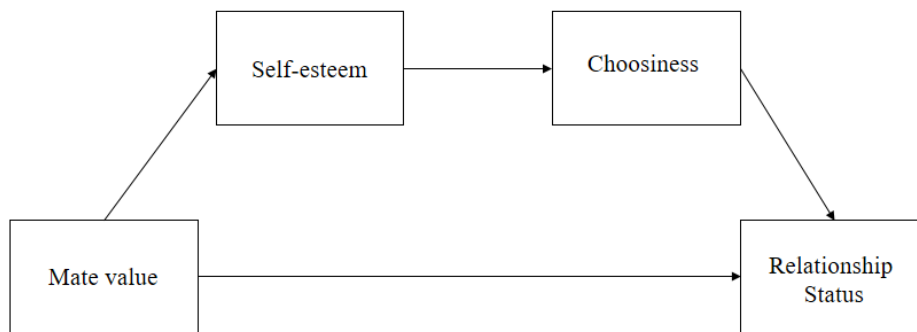 Self-esteem
Choosiness
Mate value
Relationship
Status